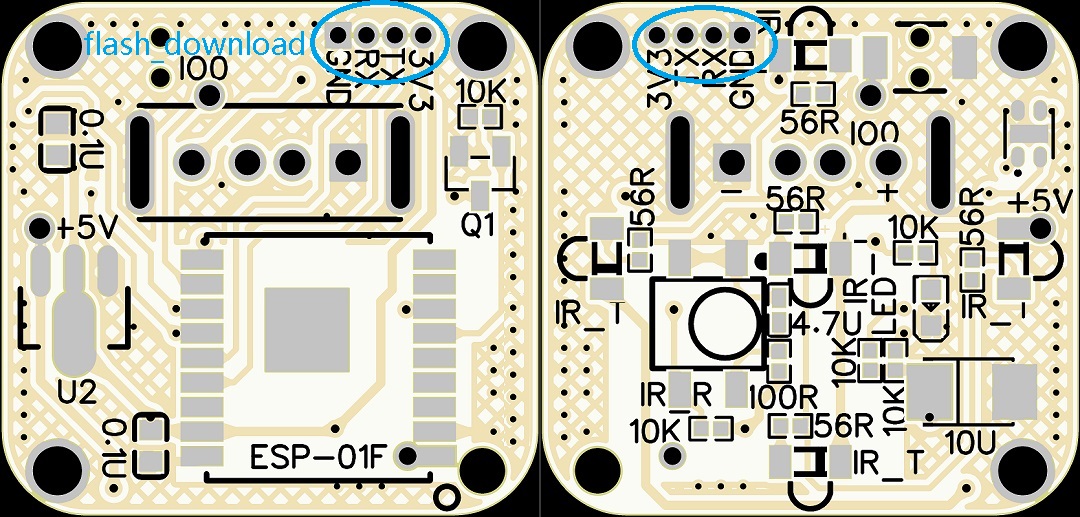 flash_download
GND
RX
TX
3V3
IO0
10K
0.1U
Q1
+5V
U2
0.1U
ESP-01F
3V3
TX
RX
GND
56R
IO0
56R
-
+
56R
56R
+5V
10K
IR_T
4.7U
IR-
LED-
IR_T
10K
10K
IR_R
100R
10K
56R
10U
IR_T